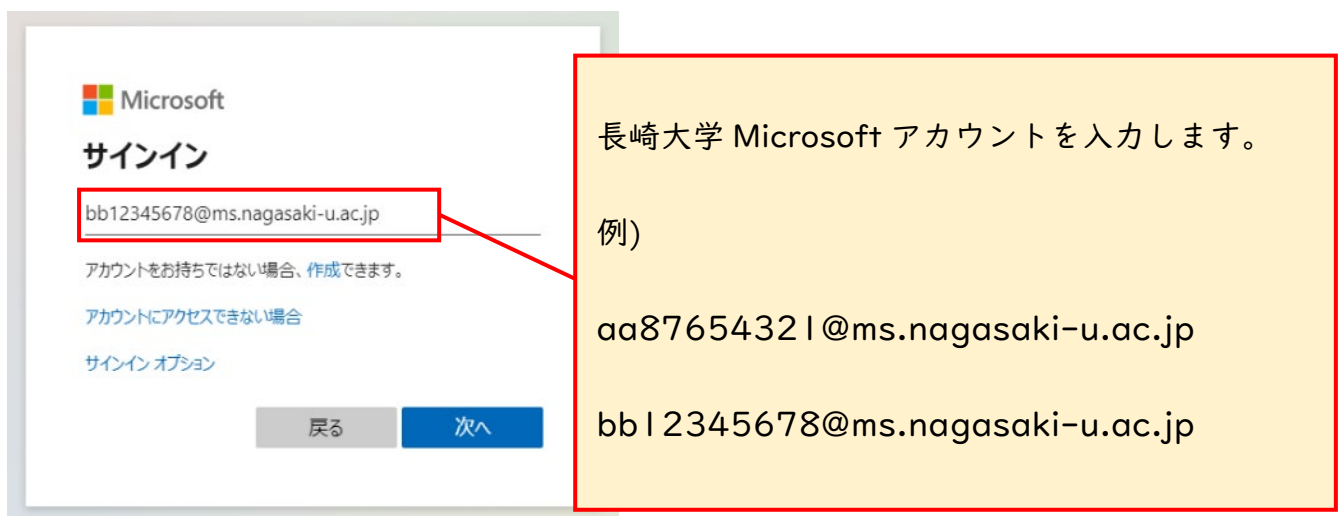 Microsoft
サインイン
bb12345678@ms.nagasaki-u.ac.jp
アカウントをお持ちではない場合、作成できます。
アカウントにアクセスできない場合
サインイン オプション
戻る
次へ
長崎大学 Microsoft アカウントを入力します。
例)
aa87654321@ms.nagasaki-u.ac.jp
bb12345678@ms.nagasaki-u.ac.jp